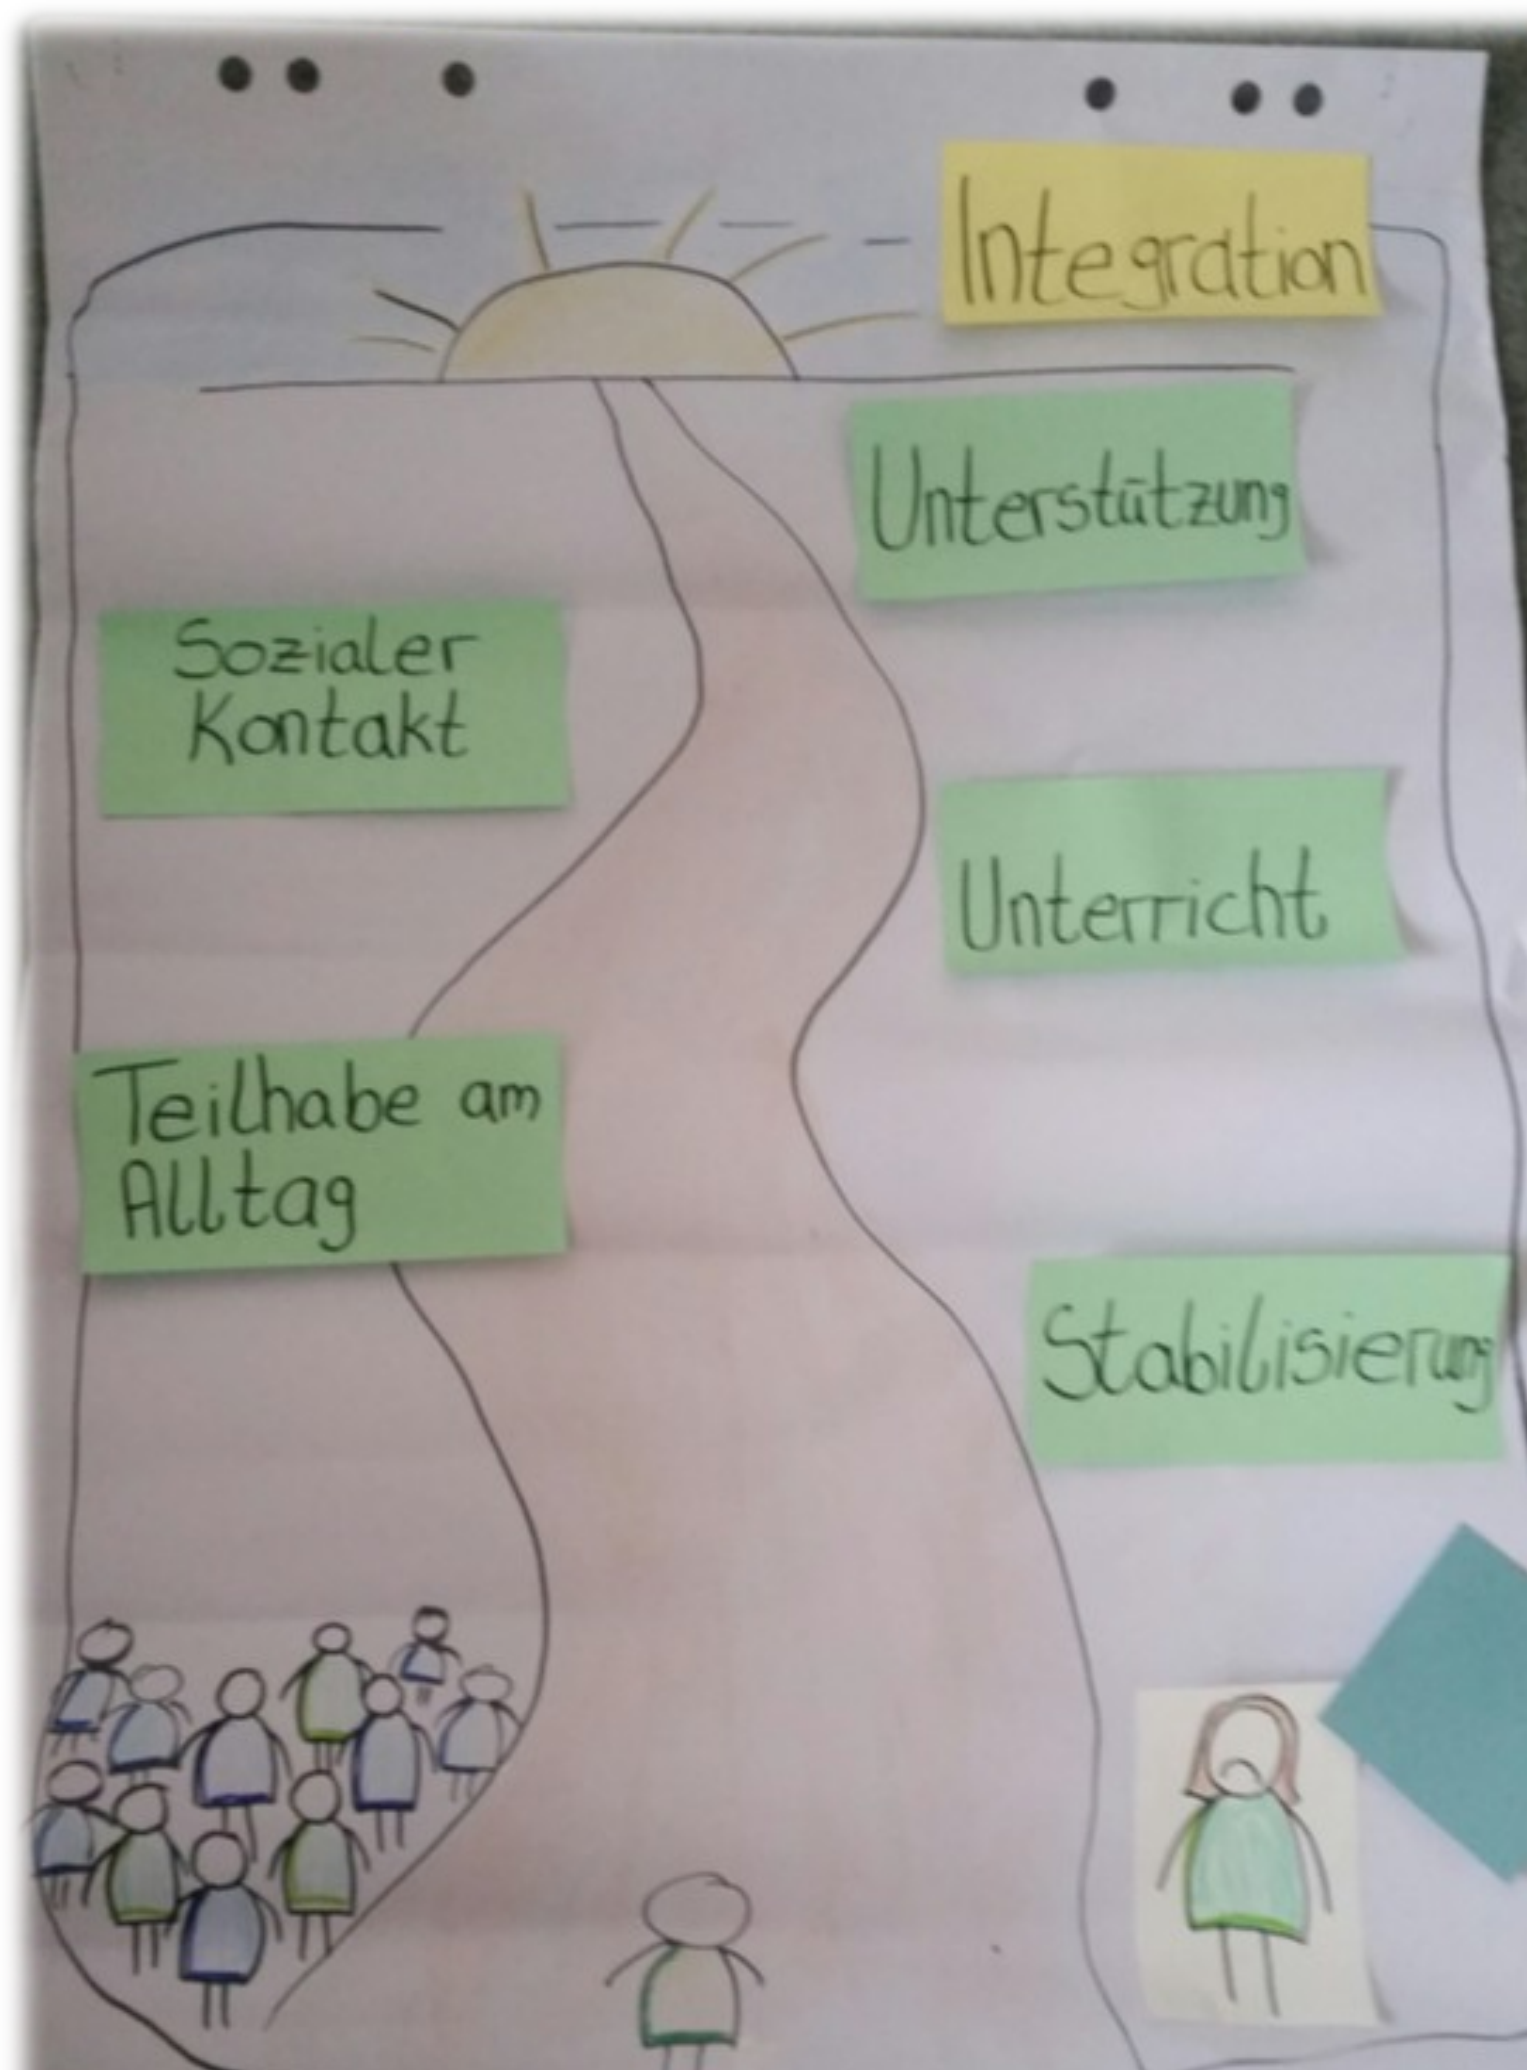 Integration
Unterstützung
Sozialer
Kontakt
Unterricht
Teilhabe am
Alltag
Stabilisierung